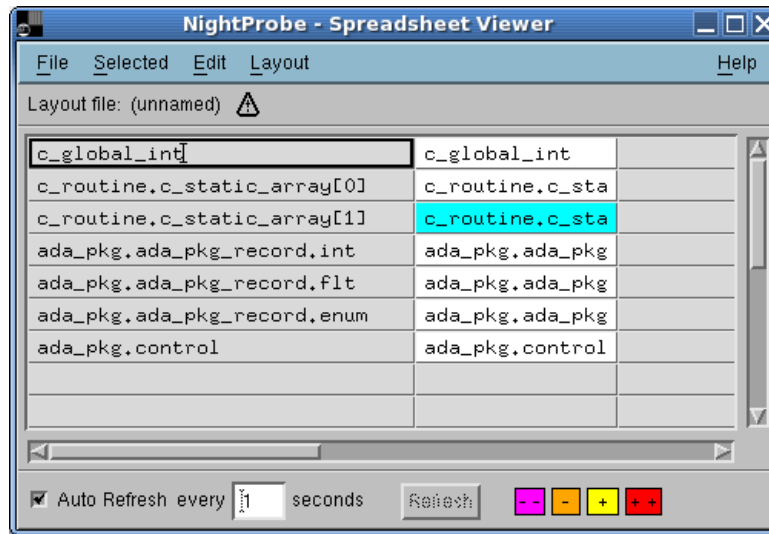 NightProbe - Spreadsheet Viewer
File Selected Edit Layout Help
Layout file: (unnamed)
c_global_int c_global_int
c_routine.c_static_array[0] c_routine.c_sta
c_routine.c_static_array[1] c_routine.c_sta
ada_pkg.ada_pkg_record.int ada_pkg.ada_pkg
ada_pkg.ada_pkg_record.flt ada_pkg.ada_pkg
ada_pkg.ada_pkg_record.enum ada_pkg.ada_pkg
ada_pkg.control ada_pkg.control
Auto Refresh every 1 seconds Refresh -- - + ++